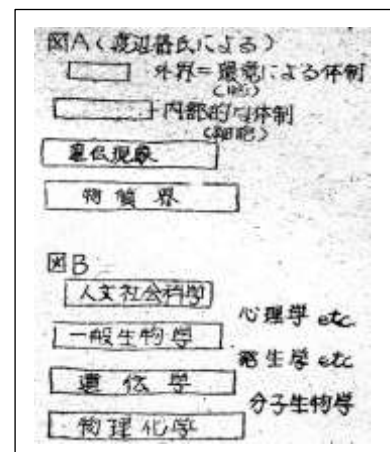 図A(渡辺格氏による)
外界=環境による体制
(脳)
内部的な体制
(細胞)
遺伝現象
物質界
図B
人文社会科学
心理学 etc
一般生物学
発生学 etc
遺伝学
分子生物学
物理化学